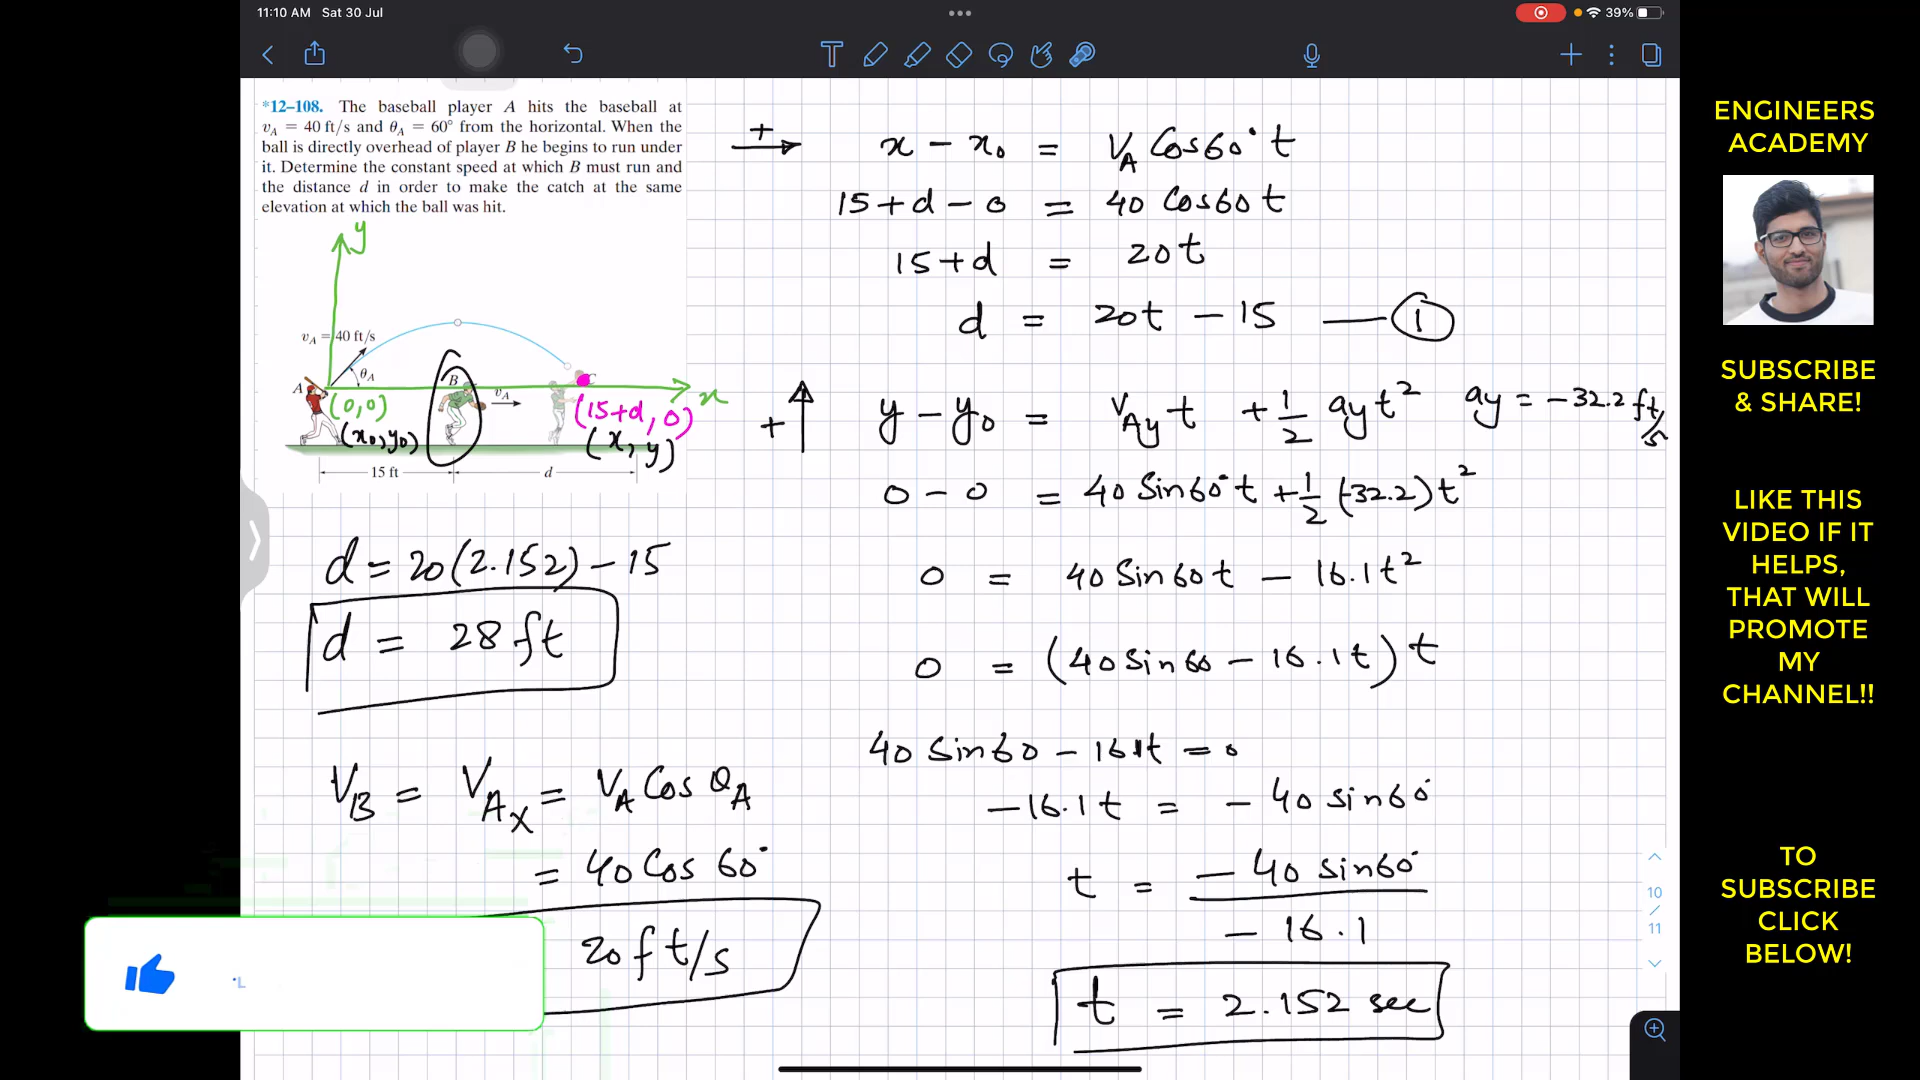 11:10 AM Sat 30 Jul
39%
*12–108. The baseball player A hits the baseball at
vA = 40 ft/s and θA = 60° from the horizontal. When the
ball is directly overhead of player B he begins to run under
it. Determine the constant speed at which B must run and
the distance d in order to make the catch at the same
elevation at which the ball was hit.
y
vA = 40 ft/s
θA
A
B
vA
C
x
(0,0)
(15+d, 0)
(x0, y0)
(x, y)
15 ft
d
d = 20(2.152) – 15
d = 28 ft
VB = VAx = VA Cos θA
= 40 Cos 60°
20 ft/s
+
x – x0 = VA Cos60° t
15+d – 0 = 40 Cos60 t
15+d = 20t
d = 20t – 15 — 1
+
y – y0 = VAy t + 1/2 ay t² ay = –32.2 ft/s
0 – 0 = 40 Sin60° t + 1/2 (–32.2) t²
0 = 40 Sin60 t – 16.1t²
0 = (40 Sin60 – 16.1t) t
40 Sin60 – 16.1t = 0
–16.1t = – 40 sin60°
t = – 40 sin60° / – 16.1
t = 2.152 sec
10
/
11
ENGINEERS
ACADEMY
SUBSCRIBE
& SHARE!
LIKE THIS
VIDEO IF IT
HELPS,
THAT WILL
PROMOTE
MY
CHANNEL!!
TO
SUBSCRIBE
CLICK
BELOW!